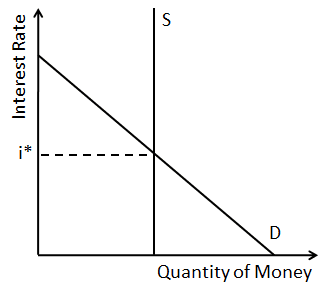 Interest Rate
S
i*
D
Quantity of Money